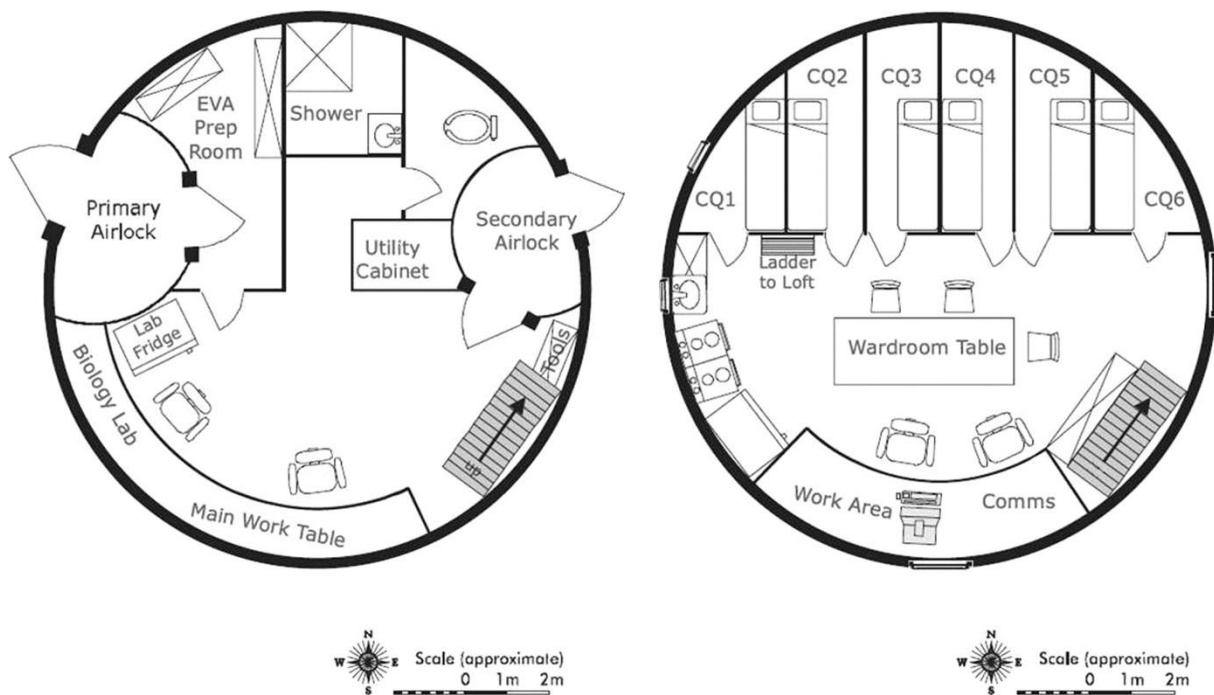 EVA
Prep
Room
Shower
Primary
Airlock
Secondary
Airlock
Utility
Cabinet
Lab
Fridge
Biology Lab
Main Work Table
Tools
up
N
W E
S
Scale (approximate)
0 1m 2m
CQ1
CQ2
CQ3
CQ4
CQ5
CQ6
Ladder
to Loft
Wardroom Table
Work Area
Comms
N
W E
S
Scale (approximate)
0 1m 2m